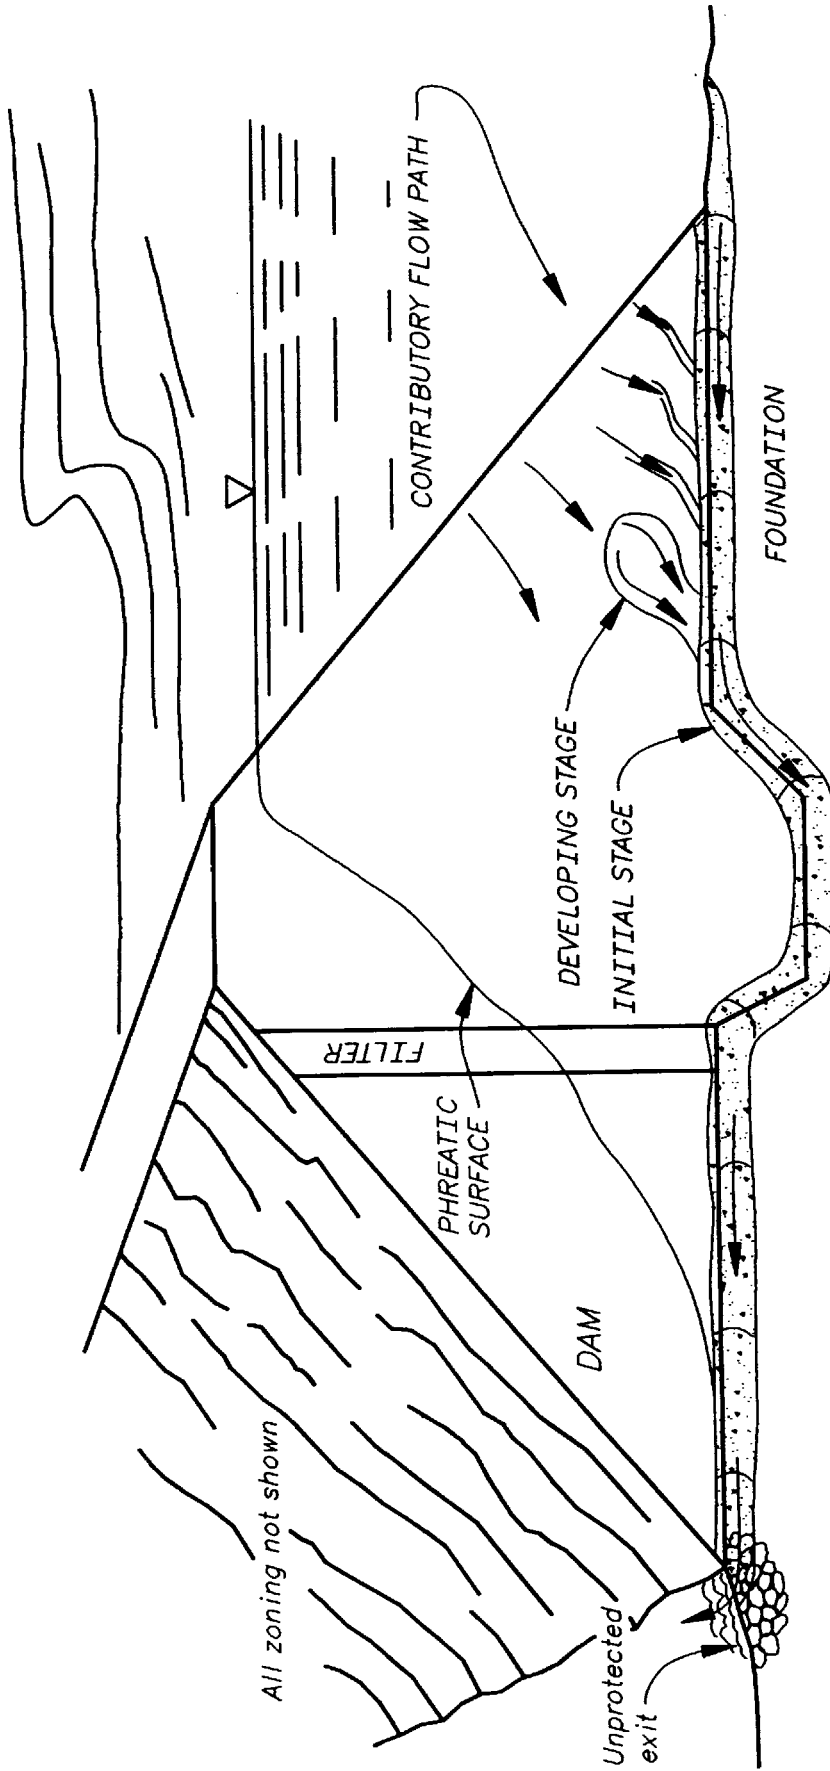 All zoning not shown
CONTRIBUTORY FLOW PATH
FILTER
PHREATIC
SURFACE
DEVELOPING STAGE
INITIAL STAGE
DAM
Unprotected
exit
FOUNDATION